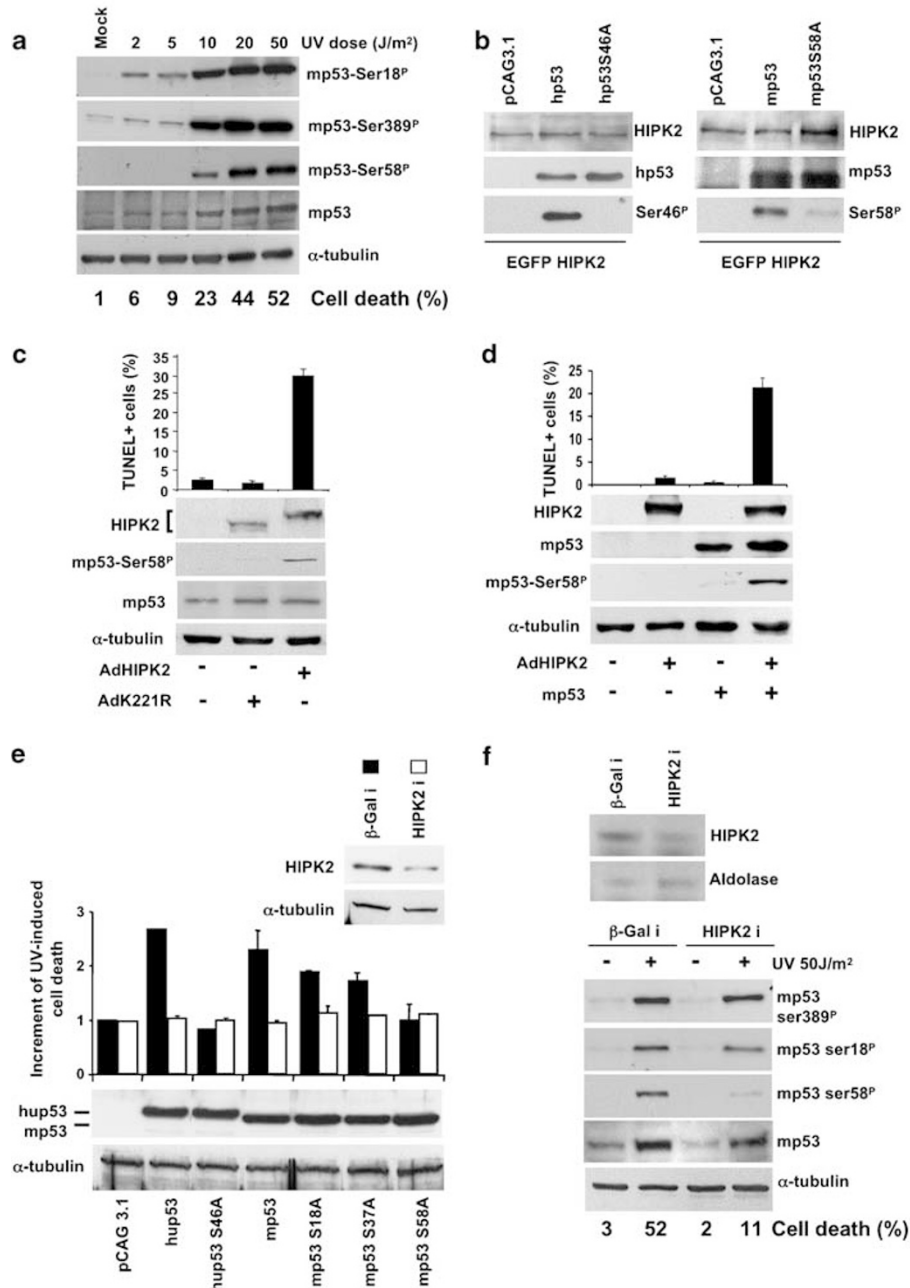 a
Mock 2 5 10 20 50 UV dose (J/m²)
mp53-Ser18ᴾ
mp53-Ser389ᴾ
mp53-Ser58ᴾ
mp53
α-tubulin
1 6 9 23 44 52 Cell death (%)
b
pCAG3.1 hp53 hp53S46A
HIPK2
hp53
Ser46ᴾ
EGFP HIPK2
pCAG3.1 mp53 mp53S58A
HIPK2
mp53
Ser58ᴾ
EGFP HIPK2
c
TUNEL+ cells (%)
35
30
25
20
15
10
5
0
HIPK2
mp53-Ser58ᴾ
mp53
α-tubulin
AdHIPK2 - - +
AdK221R - + -
d
TUNEL+ cells (%)
25
20
15
10
5
0
HIPK2
mp53
mp53-Ser58ᴾ
α-tubulin
AdHIPK2 - + - +
mp53 - - + +
e
β-Gal i HIPK2 i
HIPK2
α-tubulin
Increment of UV-induced
cell death
3
2
1
0
hup53
mp53
α-tubulin
pCAG 3.1 hup53 hup53 S46A mp53 mp53 S18A mp53 S37A mp53 S58A
f
β-Gal i HIPK2 i
HIPK2
Aldolase
β-Gal i HIPK2 i
- + - + UV 50J/m²
mp53
ser389ᴾ
mp53 ser18ᴾ
mp53 ser58ᴾ
mp53
α-tubulin
3 52 2 11 Cell death (%)